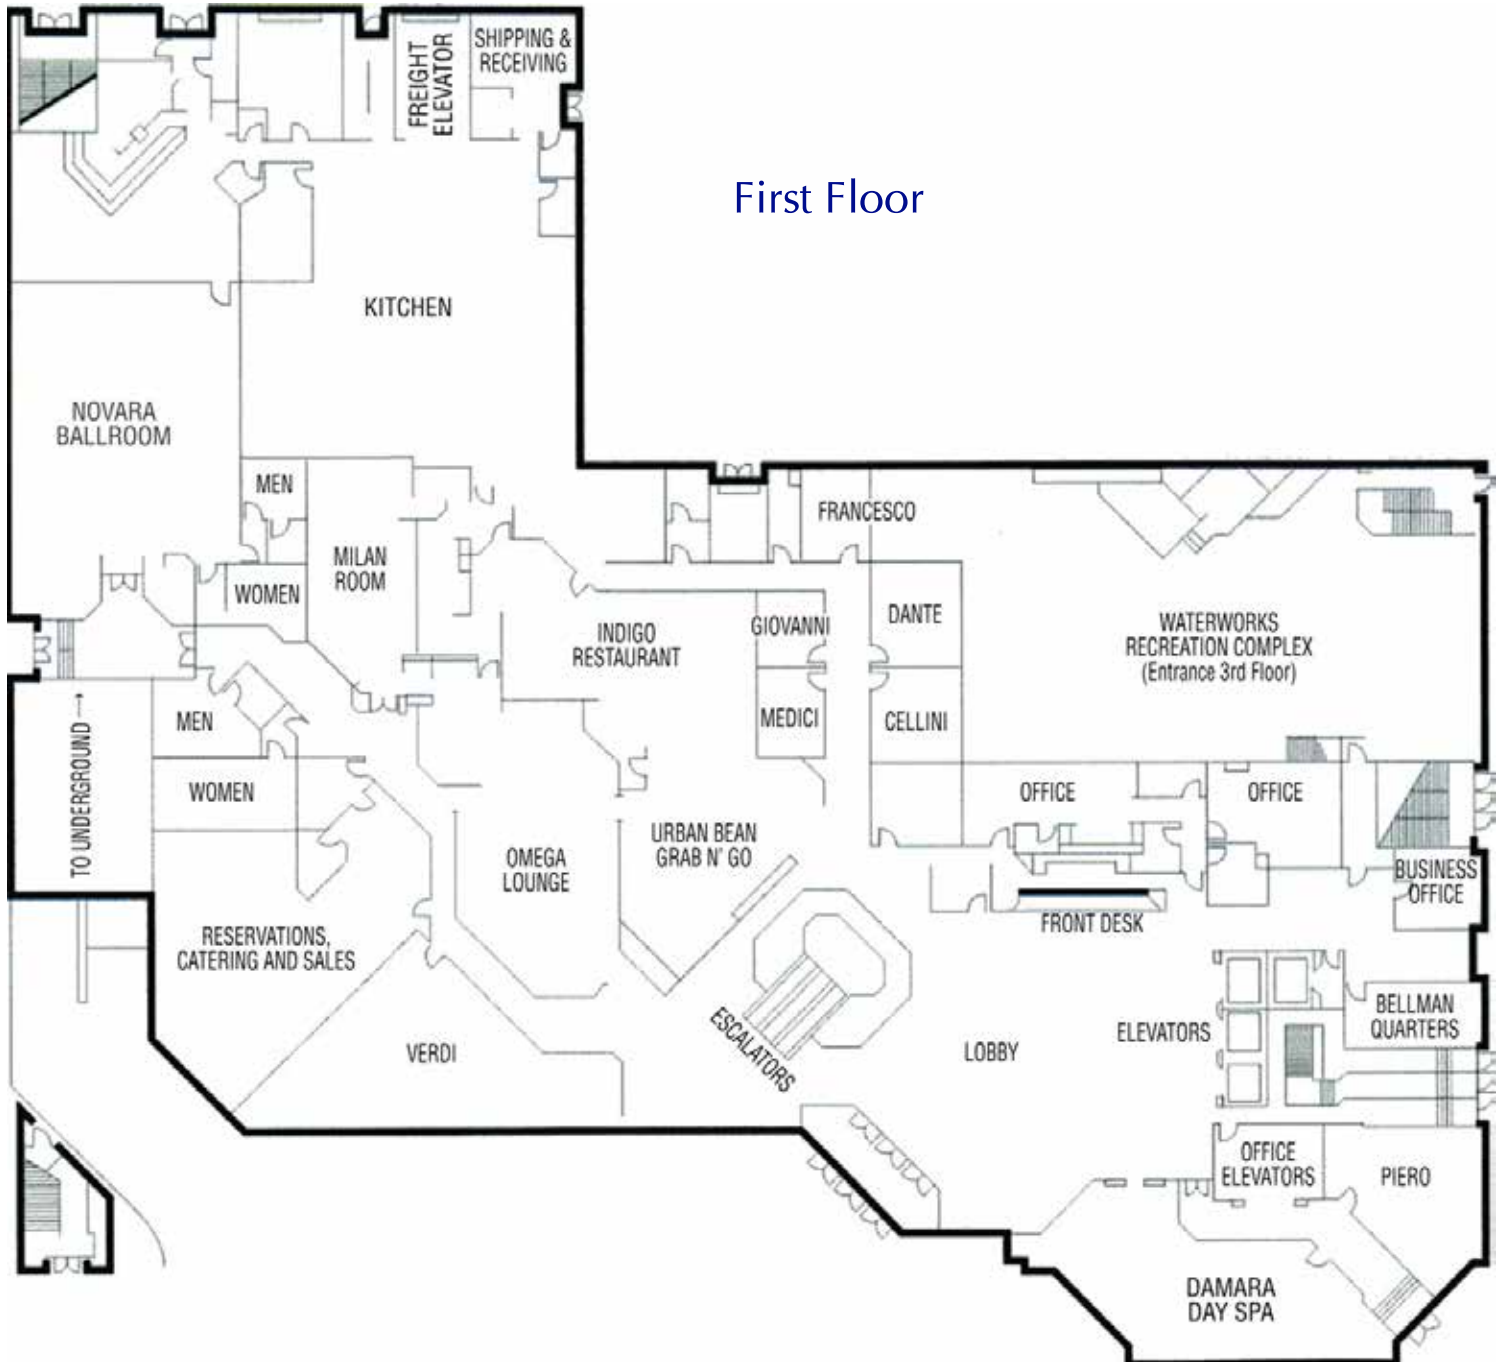 SHIPPING &
RECEIVING
FREIGHT
ELEVATOR
First Floor
KITCHEN
NOVARA
BALLROOM
MEN
FRANCESCO
MILAN
ROOM
WOMEN
GIOVANNI
DANTE
INDIGO
RESTAURANT
WATERWORKS
RECREATION COMPLEX
(Entrance 3rd Floor)
MEN
MEDICI
CELLINI
TO UNDERGROUND →
WOMEN
OFFICE
OFFICE
URBAN BEAN
GRAB N' GO
OMEGA
LOUNGE
BUSINESS
OFFICE
FRONT DESK
RESERVATIONS,
CATERING AND SALES
ESCALATORS
BELLMAN
QUARTERS
ELEVATORS
LOBBY
VERDI
OFFICE
ELEVATORS
PIERO
DAMARA
DAY SPA